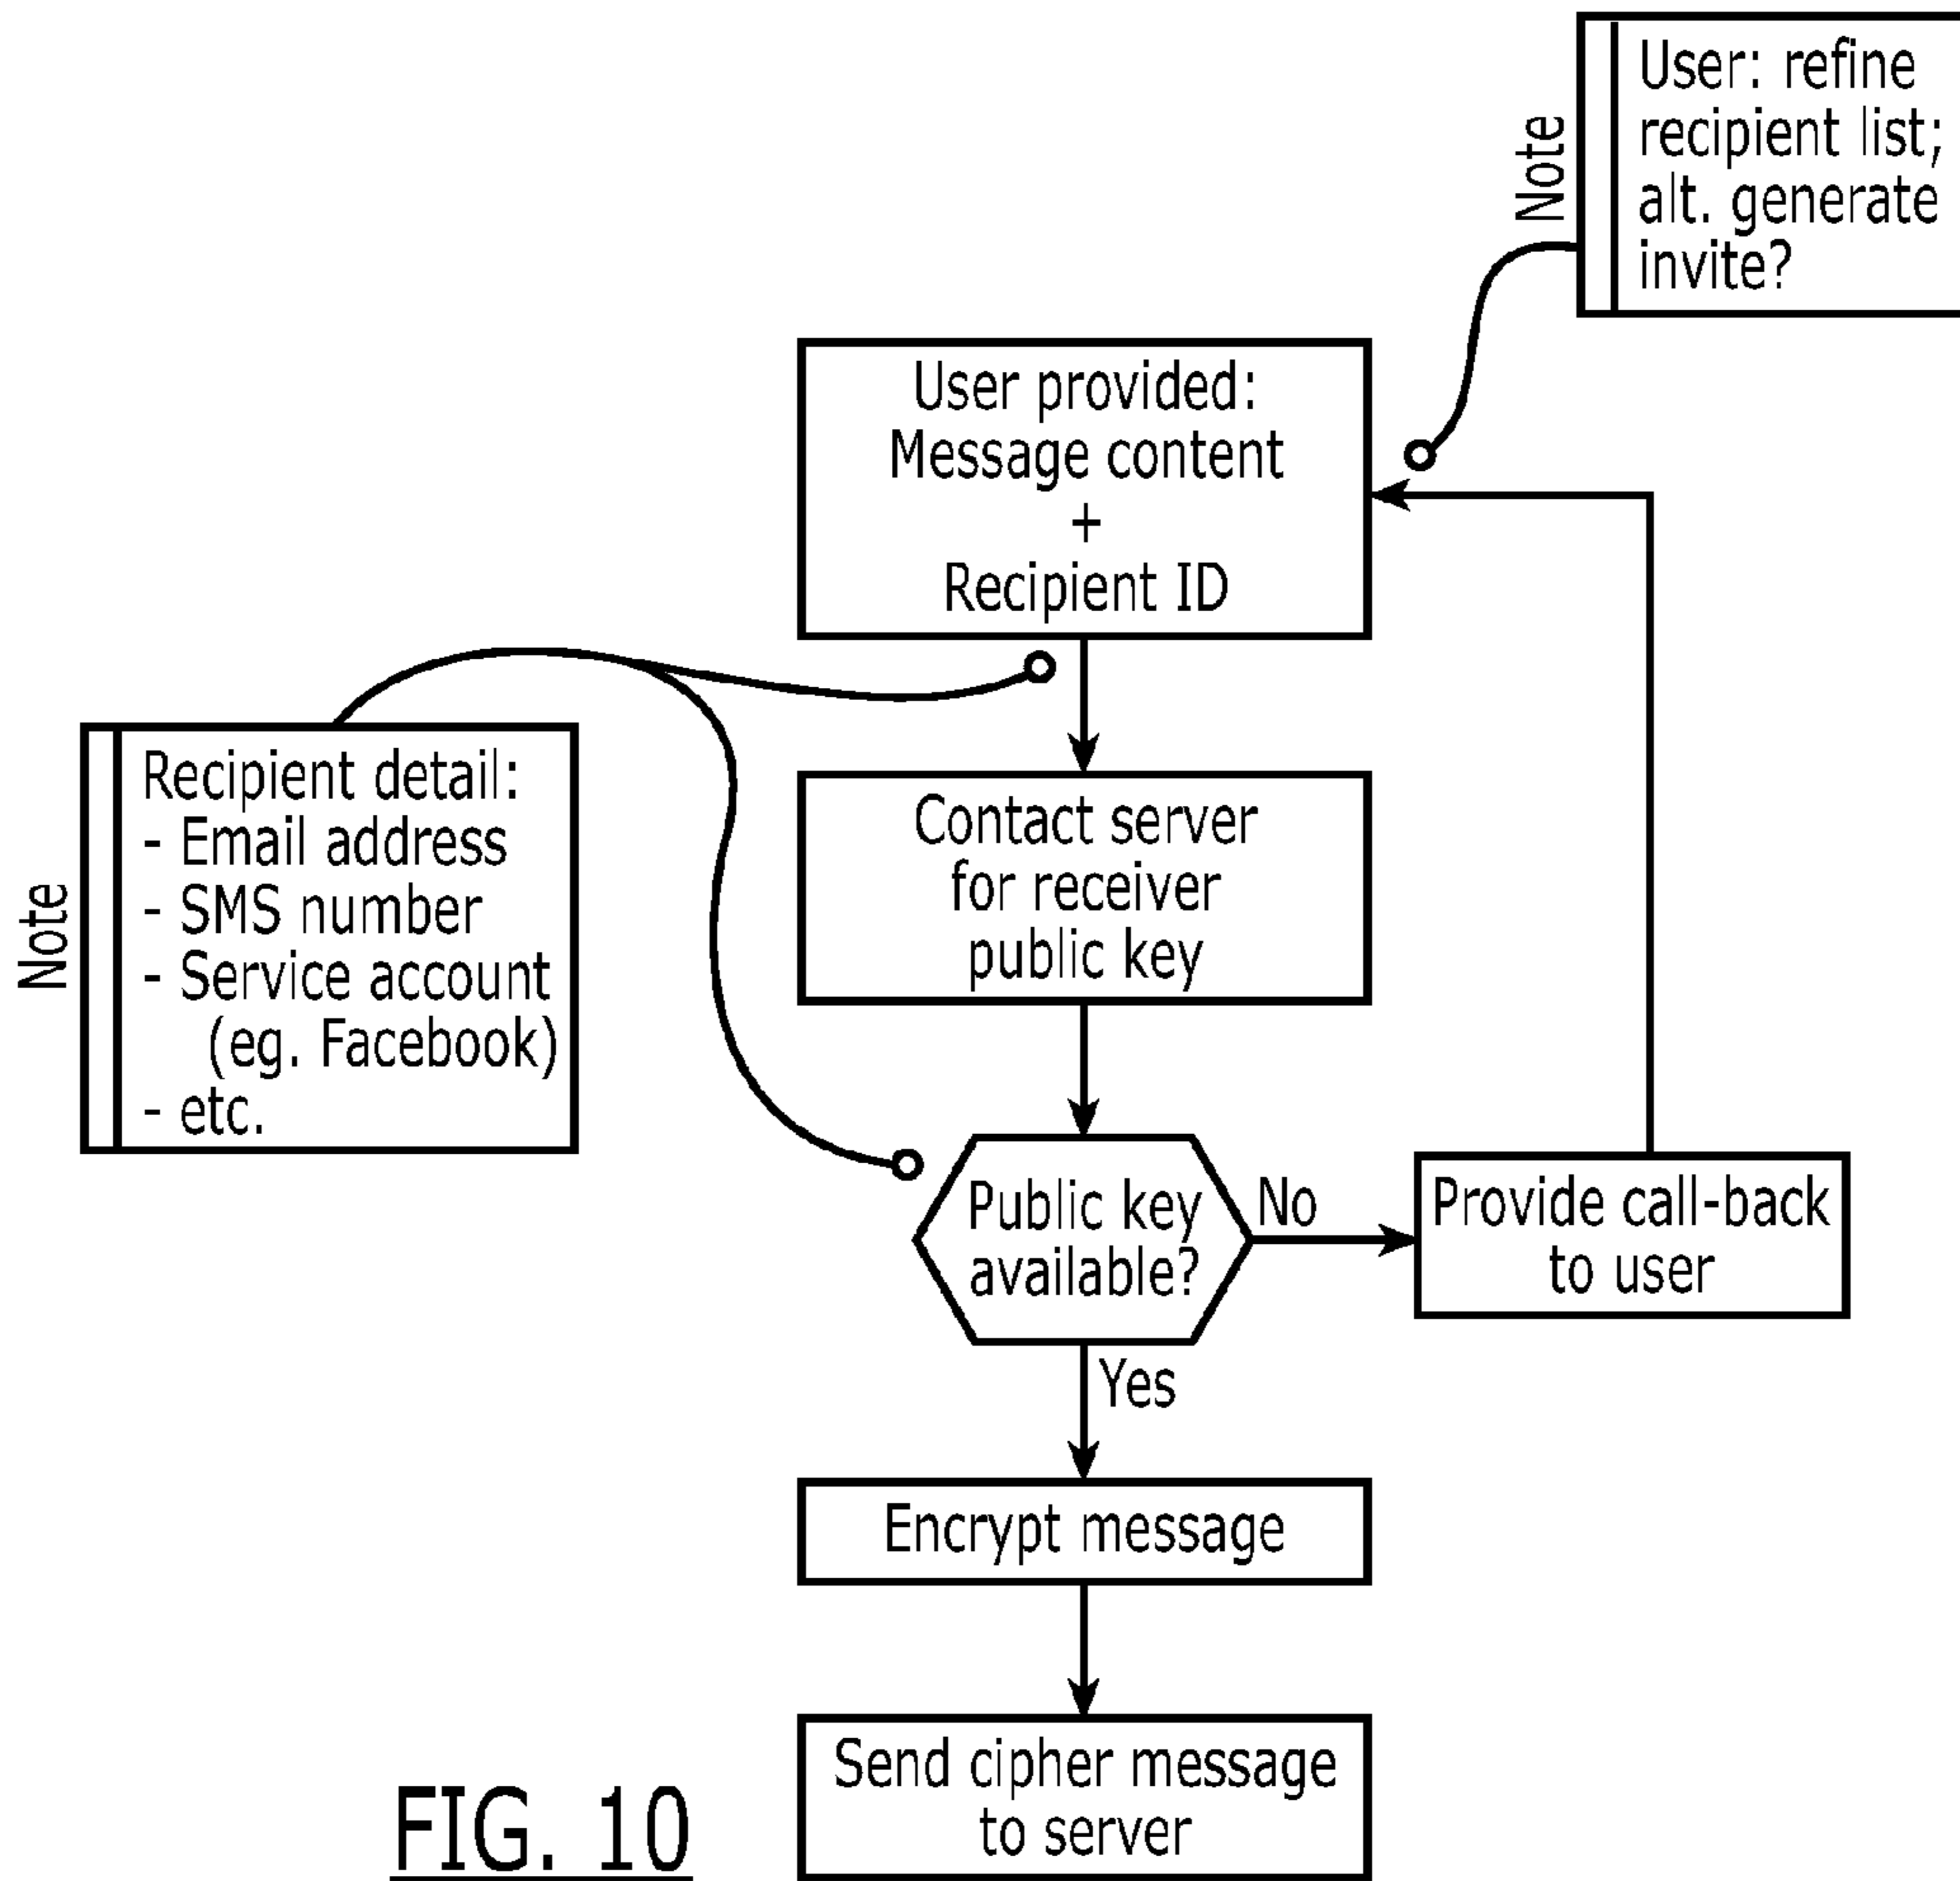 Note
User: refine
recipient list;
alt. generate
invite?
User provided:
Message content
+
Recipient ID
Note
Recipient detail:
- Email address
- SMS number
- Service account
(eg. Facebook)
- etc.
Contact server
for receiver
public key
Public key
available?
No
Provide call-back
to user
Yes
Encrypt message
Send cipher message
to server
FIG. 10